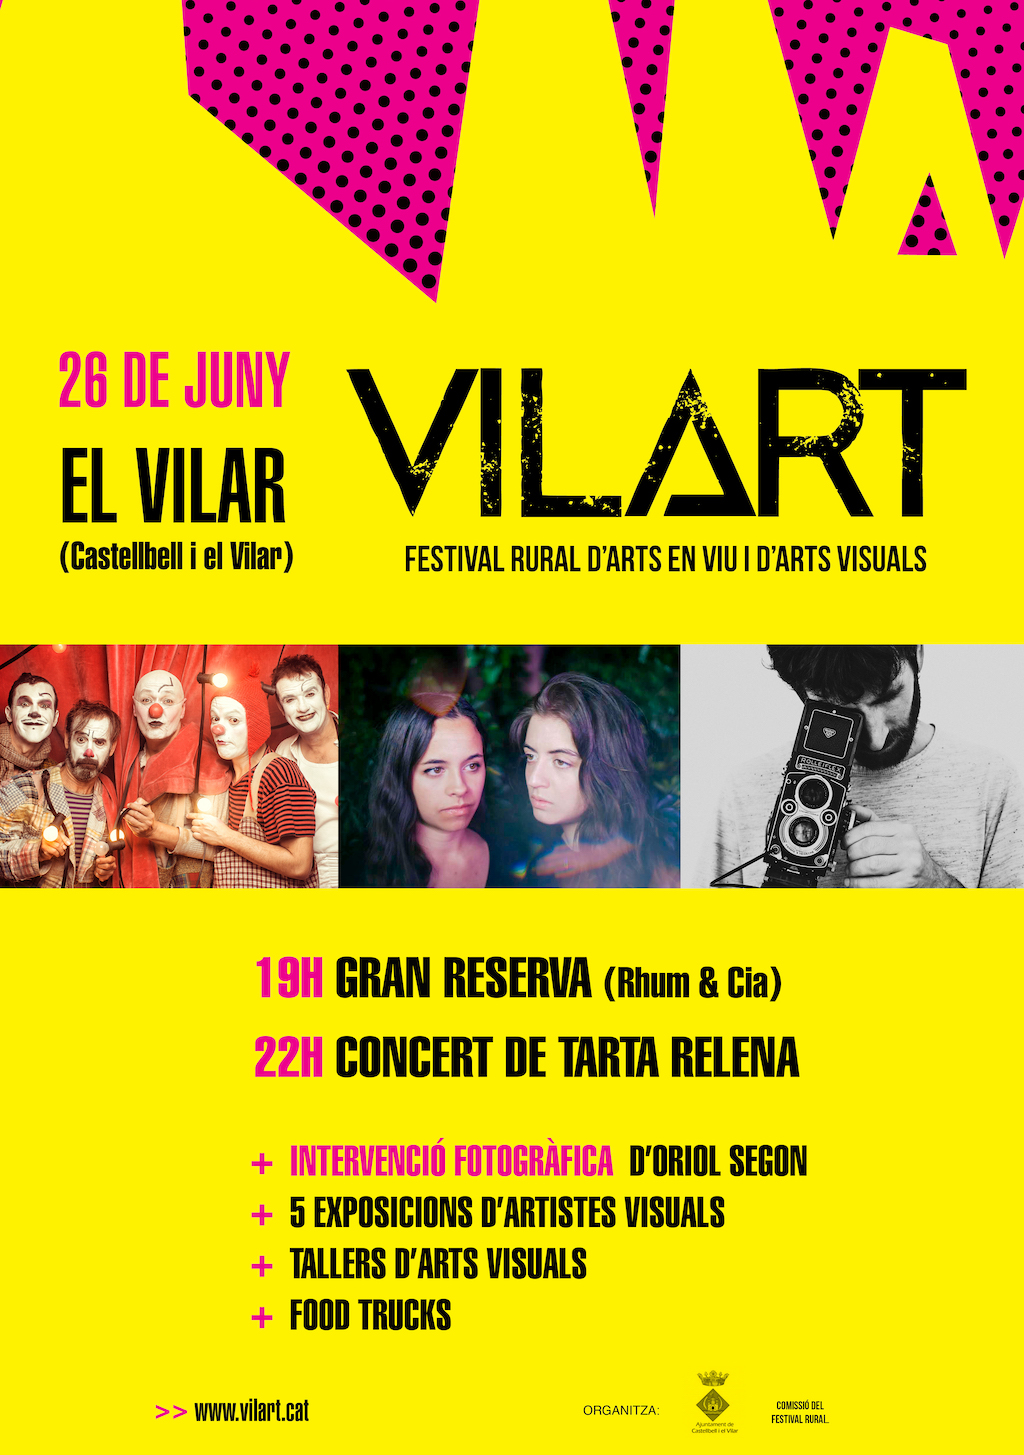 26 DE JUNY
EL VILAR
(Castellbell i el Vilar)
VILART
FESTIVAL RURAL D'ARTS EN VIU I D'ARTS VISUALS
ROLLEIFLEX
19H GRAN RESERVA (Rhum & Cia)
22H CONCERT DE TARTA RELENA
+ INTERVENCIÓ FOTOGRÀFICA D'ORIOL SEGON
+ 5 EXPOSICIONS D'ARTISTES VISUALS
+ TALLERS D'ARTS VISUALS
+ FOOD TRUCKS
>> www.vilart.cat
ORGANITZA:
Ajuntament de
Castellbell i el Vilar
COMISSIÓ DEL
FESTIVAL RURAL.